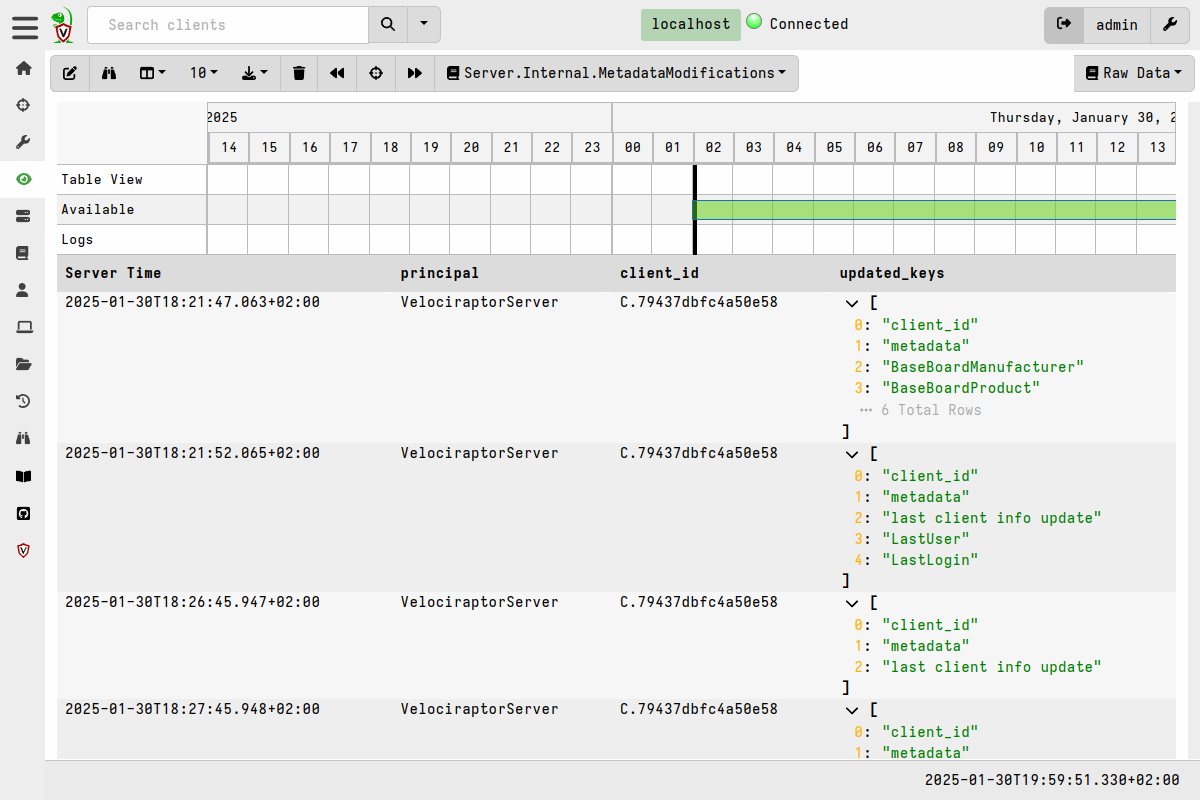 Search clients
localhost Connected
admin
10
Server.Internal.MetadataModifications
Raw Data
2025
Thursday, January 30, 2
14 15 16 17 18 19 20 21 22 23 00 01 02 03 04 05 06 07 08 09 10 11 12 13
Table View
Available
Logs
Server Time principal client_id updated_keys
2025-01-30T18:21:47.063+02:00 VelociraptorServer C.79437dbfc4a50e58 [
0: "client_id"
1: "metadata"
2: "BaseBoardManufacturer"
3: "BaseBoardProduct"
··· 6 Total Rows
]
2025-01-30T18:21:52.065+02:00 VelociraptorServer C.79437dbfc4a50e58 [
0: "client_id"
1: "metadata"
2: "last client info update"
3: "LastUser"
4: "LastLogin"
]
2025-01-30T18:26:45.947+02:00 VelociraptorServer C.79437dbfc4a50e58 [
0: "client_id"
1: "metadata"
2: "last client info update"
]
2025-01-30T18:27:45.948+02:00 VelociraptorServer C.79437dbfc4a50e58 [
0: "client_id"
1: "metadata"
2025-01-30T19:59:51.330+02:00